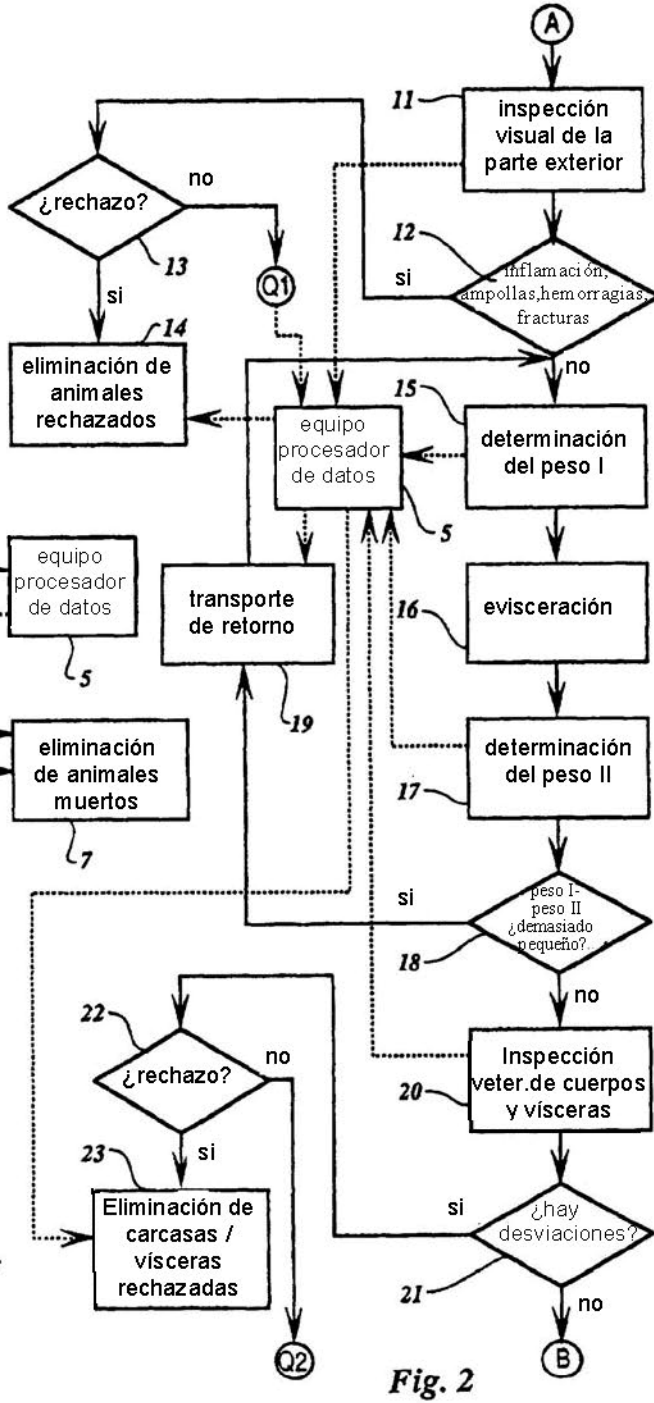 A
11
inspección
visual de la
parte exterior
12
inflamación,
ampollas,hemorragias,
fracturas
si
no
¿rechazo?
no
13
si
Q1
14
eliminación de
animales
rechazados
equipo
procesador
de datos
5
15
determinación
del peso I
equipo
procesador
de datos
5
transporte
de retorno
19
evisceración
16
eliminación
de animales
muertos
7
determinación
del peso II
17
peso I-
peso II
¿demasiado
pequeño?..
18
si
no
22
¿rechazo?
no
si
Inspección
veter.de cuerpos
y vísceras
20
23
Eliminación de
carcasas /
vísceras
rechazadas
¿hay
desviaciones?
si
21
no
Q2
B
Fig. 2